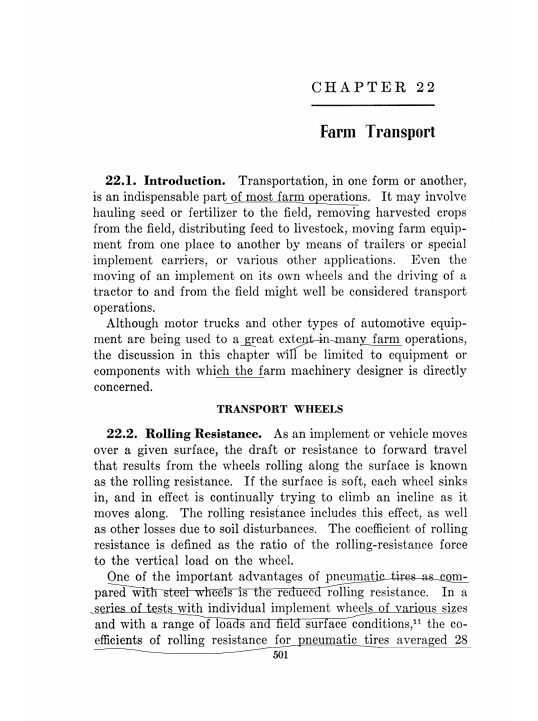 CHAPTER 22
Farm Transport
22.1. Introduction. Transportation, in one form or another,
is an indispensable part of most farm operations. It may involve
hauling seed or fertilizer to the field, removing harvested crops
from the field, distributing feed to livestock, moving farm equip-
ment from one place to another by means of trailers or special
implement carriers, or various other applications. Even the
moving of an implement on its own wheels and the driving of a
tractor to and from the field might well be considered transport
operations.
Although motor trucks and other types of automotive equip-
ment are being used to a great extent in many farm operations,
the discussion in this chapter will be limited to equipment or
components with which the farm machinery designer is directly
concerned.
TRANSPORT WHEELS
22.2. Rolling Resistance. As an implement or vehicle moves
over a given surface, the draft or resistance to forward travel
that results from the wheels rolling along the surface is known
as the rolling resistance. If the surface is soft, each wheel sinks
in, and in effect is continually trying to climb an incline as it
moves along. The rolling resistance includes this effect, as well
as other losses due to soil disturbances. The coefficient of rolling
resistance is defined as the ratio of the rolling-resistance force
to the vertical load on the wheel.
One of the important advantages of pneumatic tires as com-
pared with steel wheels is the reduced rolling resistance. In a
series of tests with individual implement wheels of various sizes
and with a range of loads and field surface conditions,¹¹ the co-
efficients of rolling resistance for pneumatic tires averaged 28
501